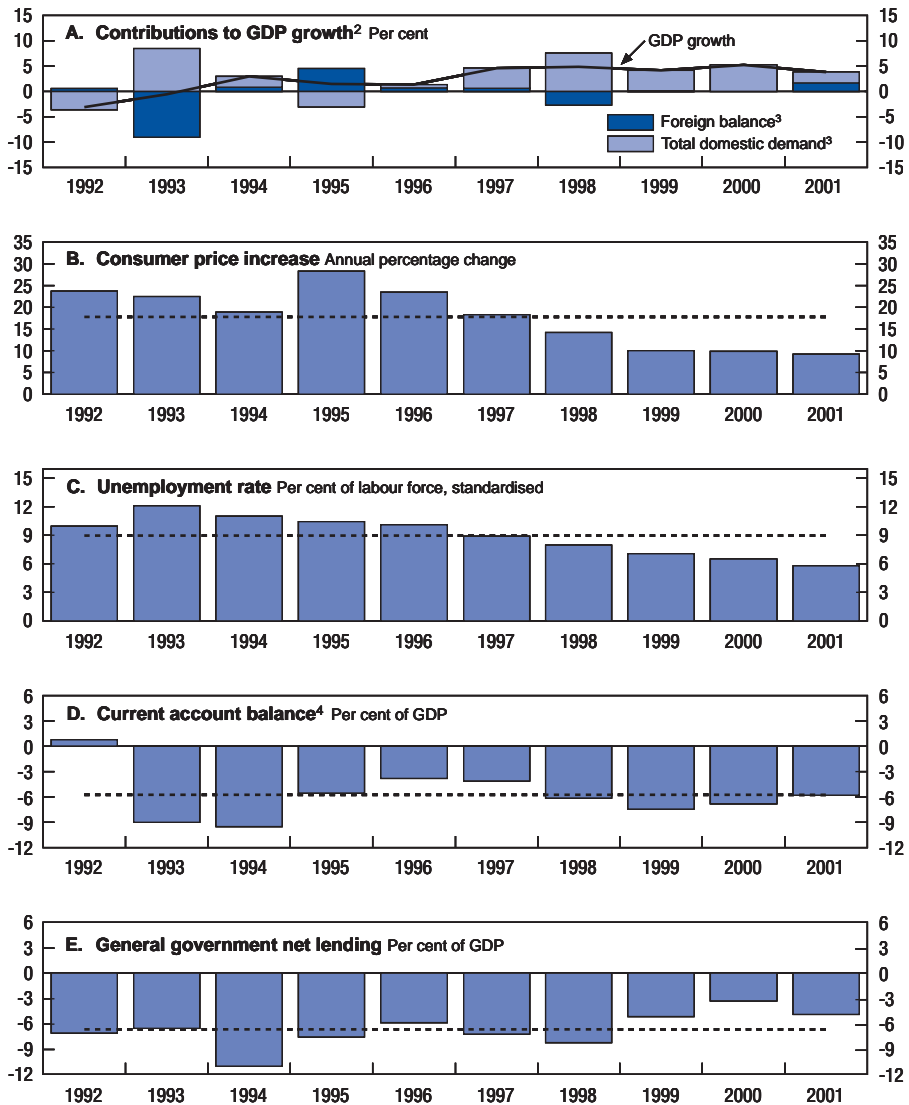 A. Contributions to GDP growth² Per cent
GDP growth
Foreign balance³
Total domestic demand³
15 15
10 10
5 5
0 0
-5 -5
-10 -10
-15 -15
1992 1993 1994 1995 1996 1997 1998 1999 2000 2001
B. Consumer price increase Annual percentage change
35 35
30 30
25 25
20 20
15 15
10 10
5 5
0 0
1992 1993 1994 1995 1996 1997 1998 1999 2000 2001
C. Unemployment rate Per cent of labour force, standardised
15 15
12 12
9 9
6 6
3 3
0 0
1992 1993 1994 1995 1996 1997 1998 1999 2000 2001
D. Current account balance⁴ Per cent of GDP
6 6
3 3
0 0
-3 -3
-6 -6
-9 -9
-12 -12
1992 1993 1994 1995 1996 1997 1998 1999 2000 2001
E. General government net lending Per cent of GDP
6 6
3 3
0 0
-3 -3
-6 -6
-9 -9
-12 -12
1992 1993 1994 1995 1996 1997 1998 1999 2000 2001